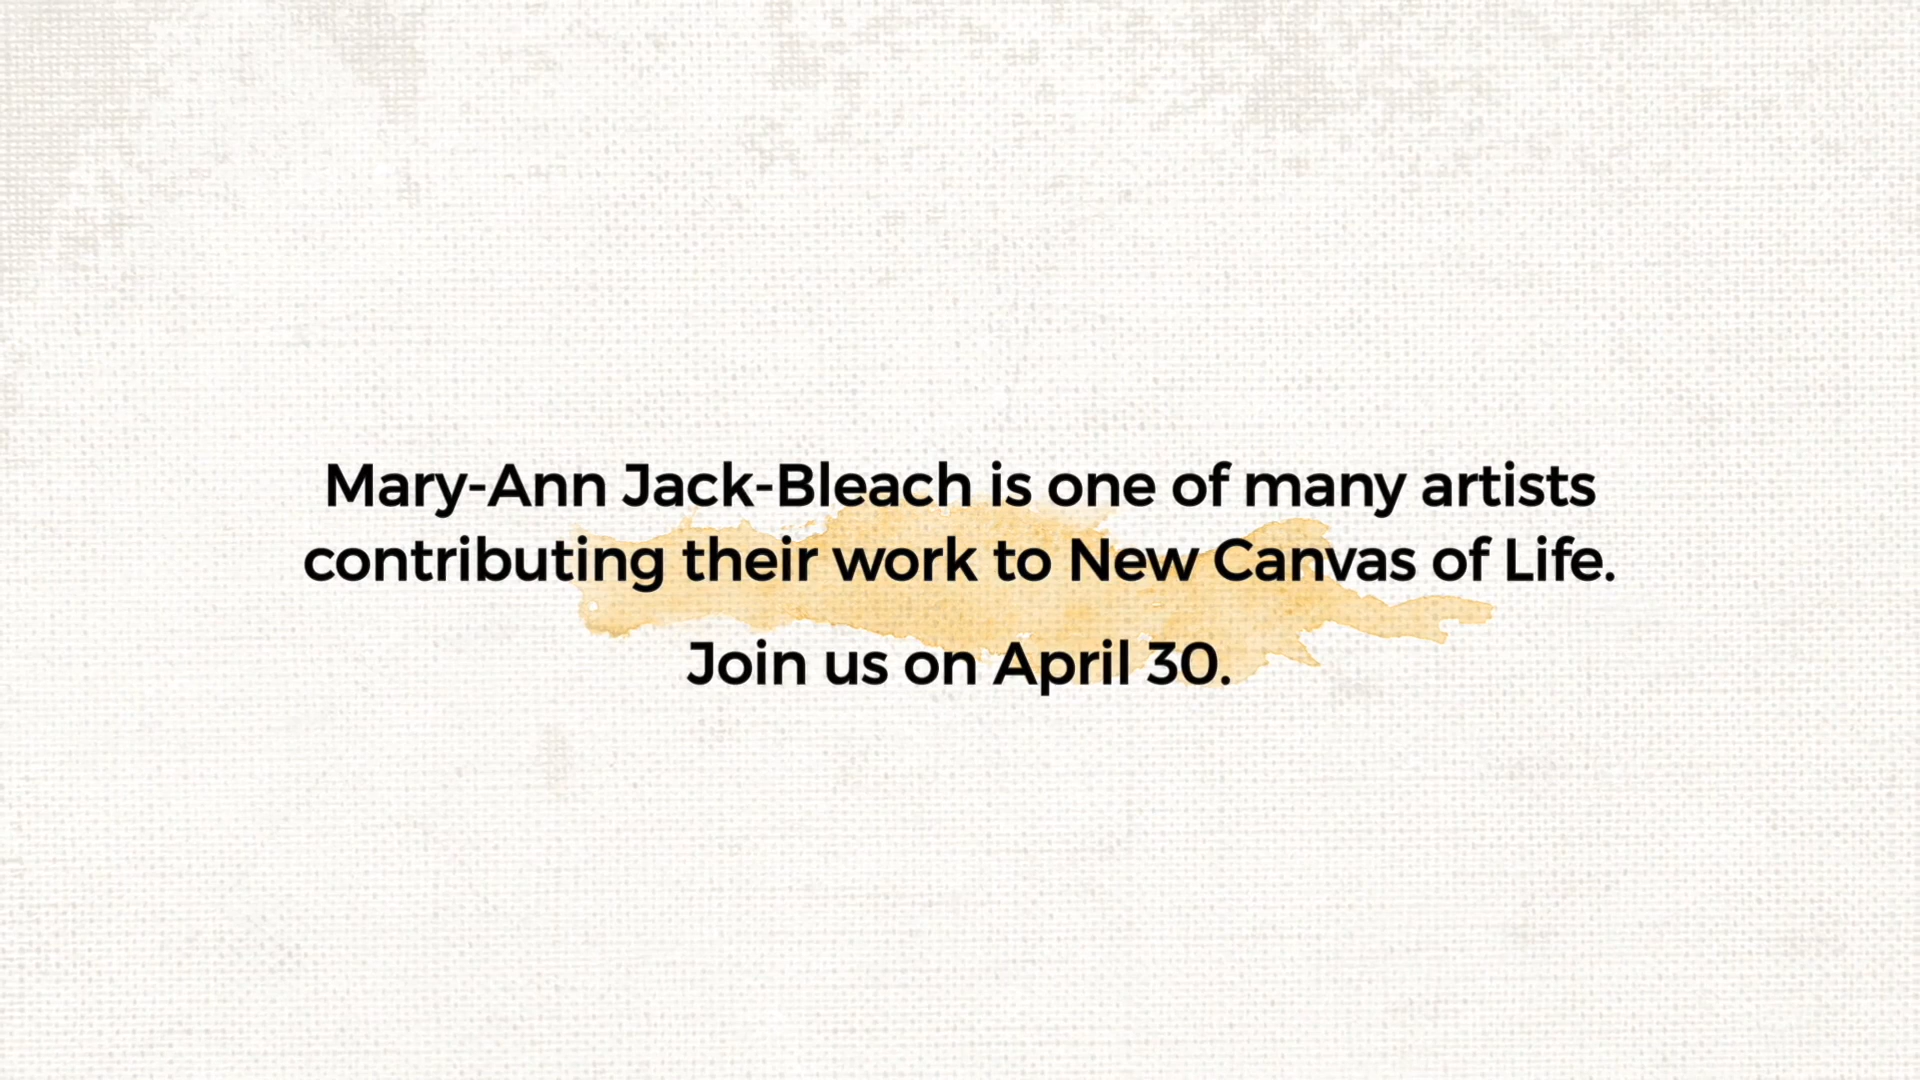 Mary-Ann Jack-Bleach is one of many artists
contributing their work to New Canvas of Life.
Join us on April 30.